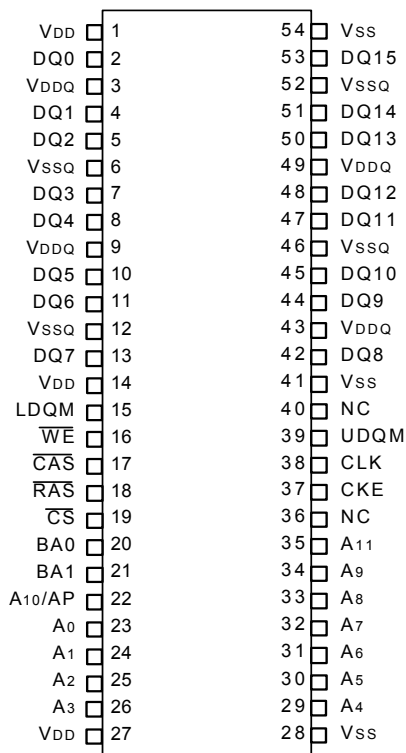 VDD 1 54 VSS
DQ0 2 53 DQ15
VDDQ 3 52 VSSQ
DQ1 4 51 DQ14
DQ2 5 50 DQ13
VSSQ 6 49 VDDQ
DQ3 7 48 DQ12
DQ4 8 47 DQ11
VDDQ 9 46 VSSQ
DQ5 10 45 DQ10
DQ6 11 44 DQ9
VSSQ 12 43 VDDQ
DQ7 13 42 DQ8
VDD 14 41 VSS
LDQM 15 40 NC
W̅E̅ 16 39 UDQM
C̅A̅S̅ 17 38 CLK
R̅A̅S̅ 18 37 CKE
C̅S̅ 19 36 NC
BA0 20 35 A11
BA1 21 34 A9
A10/AP 22 33 A8
A0 23 32 A7
A1 24 31 A6
A2 25 30 A5
A3 26 29 A4
VDD 27 28 VSS